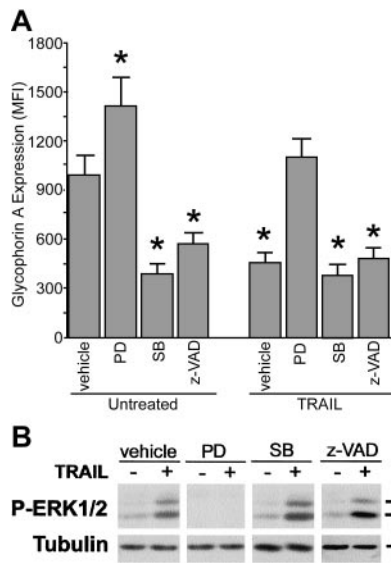 A
Glycophorin A Expression (MFI)
1800
1500
1200
900
600
300
*
*
*
*
*
*
vehicle
PD
SB
z-VAD
vehicle
PD
SB
z-VAD
Untreated
TRAIL
B
vehicle PD SB z-VAD
TRAIL - + - + - + - +
P-ERK1/2
Tubulin